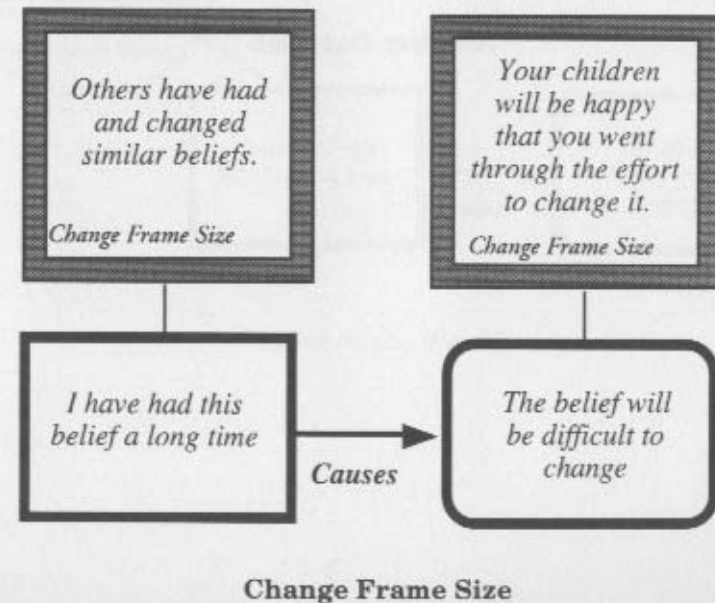 Others have had
and changed
similar beliefs.
Change Frame Size
Your children
will be happy
that you went
through the effort
to change it.
Change Frame Size
I have had this
belief a long time
Causes
The belief will
be difficult to
change
Change Frame Size